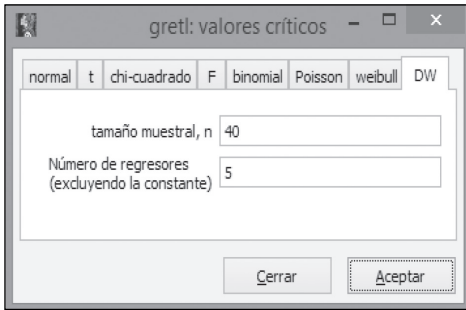 gretl: valores críticos
normal t chi-cuadrado F binomial Poisson weibull DW
tamaño muestral, n 40
Número de regresores
(excluyendo la constante) 5
Cerrar Aceptar